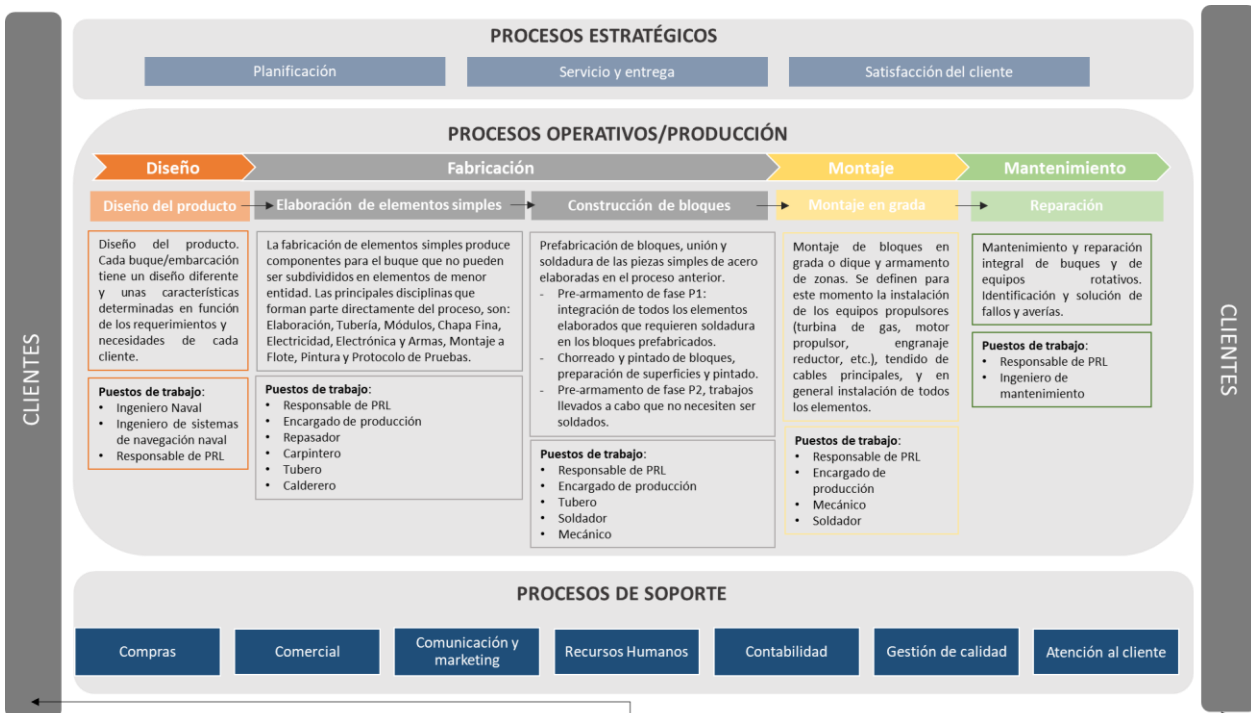 CLIENTES
PROCESOS ESTRATÉGICOS
Planificación
Servicio y entrega
Satisfacción del cliente
PROCESOS OPERATIVOS/PRODUCCIÓN
Diseño
Fabricación
Montaje
Mantenimiento
Diseño del producto
Elaboración de elementos simples
Construcción de bloques
Montaje en grada
Reparación
Diseño del producto.
Cada buque/embarcación
tiene un diseño diferente
y unas características
determinadas en función
de los requerimientos y
necesidades de cada
cliente.
Puestos de trabajo:
• Ingeniero Naval
• Ingeniero de sistemas
de navegación naval
• Responsable de PRL
La fabricación de elementos simples produce
componentes para el buque que no pueden
ser subdivididos en elementos de menor
entidad. Las principales disciplinas que
forman parte directamente del proceso, son:
Elaboración, Tubería, Módulos, Chapa Fina,
Electricidad, Electrónica y Armas, Montaje a
Flote, Pintura y Protocolo de Pruebas.
Puestos de trabajo:
• Responsable de PRL
• Encargado de producción
• Repasador
• Carpintero
• Tubero
• Calderero
Prefabricación de bloques, unión y
soldadura de las piezas simples de acero
elaboradas en el proceso anterior.
- Pre-armamento de fase P1:
integración de todos los elementos
elaborados que requieren soldadura
en los bloques prefabricados.
- Chorreado y pintado de bloques,
preparación de superficies y pintado.
- Pre-armamento de fase P2, trabajos
llevados a cabo que no necesiten ser
soldados.
Puestos de trabajo:
• Responsable de PRL
• Encargado de producción
• Tubero
• Soldador
• Mecánico
Montaje de bloques en
grada o dique y armamento
de zonas. Se definen para
este momento la instalación
de los equipos propulsores
(turbina de gas, motor
propulsor, engranaje
reductor, etc.), tendido de
cables principales, y en
general instalación de todos
los elementos.
Puestos de trabajo:
• Responsable de PRL
• Encargado de
producción
• Mecánico
• Soldador
Mantenimiento y reparación
integral de buques y de
equipos rotativos.
Identificación y solución de
fallos y averías.
Puestos de trabajo:
• Responsable de PRL
• Ingeniero de
mantenimiento
PROCESOS DE SOPORTE
Compras
Comercial
Comunicación y
marketing
Recursos Humanos
Contabilidad
Gestión de calidad
Atención al cliente
CLIENTES